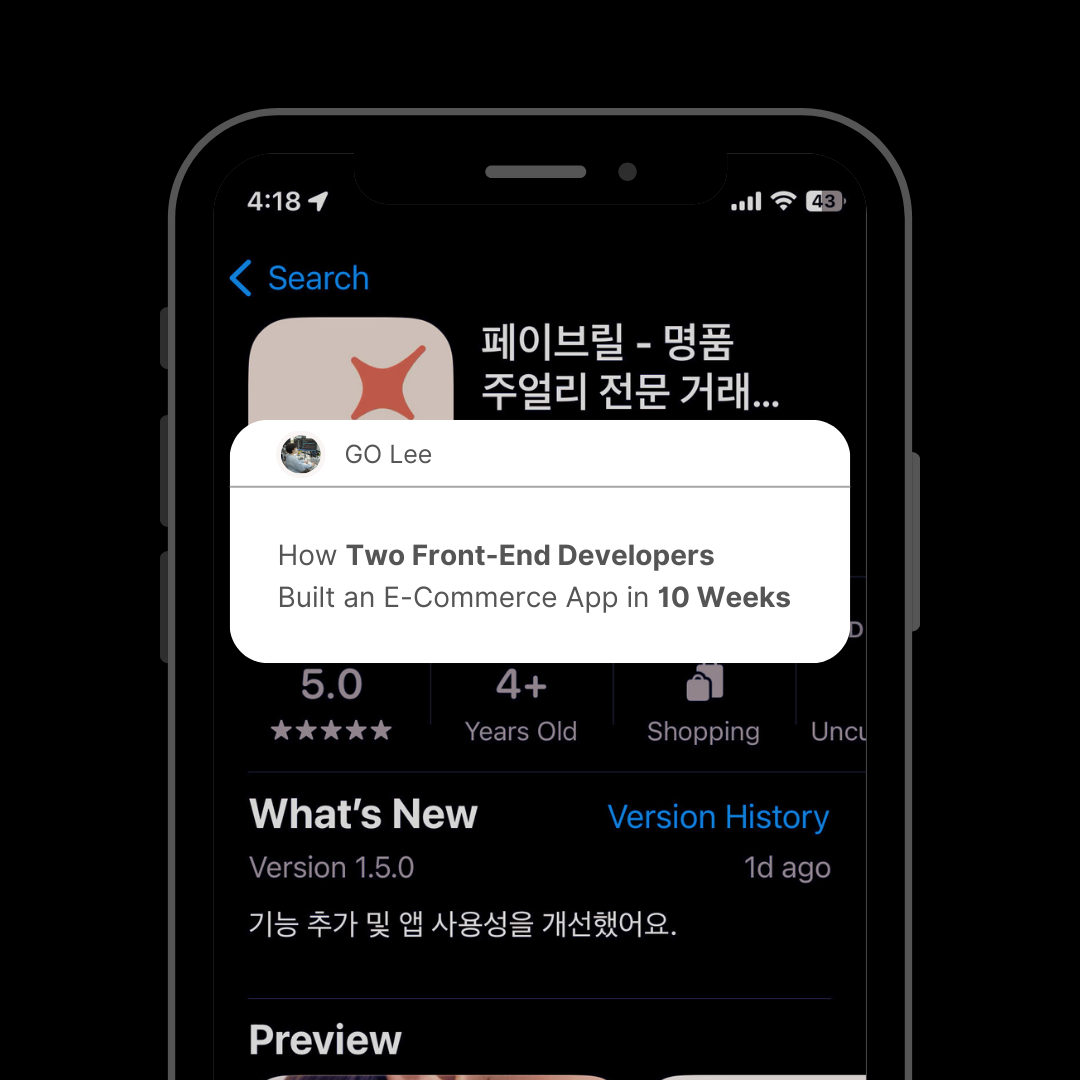 4:18
43
Search
페이브릴 - 명품
주얼리 전문 거래...
GO Lee
How Two Front-End Developers
Built an E-Commerce App in 10 Weeks
D
5.0
4+
★★★★★
Years Old
Shopping
Uncu
What's New
Version History
Version 1.5.0
1d ago
기능 추가 및 앱 사용성을 개선했어요.
Preview